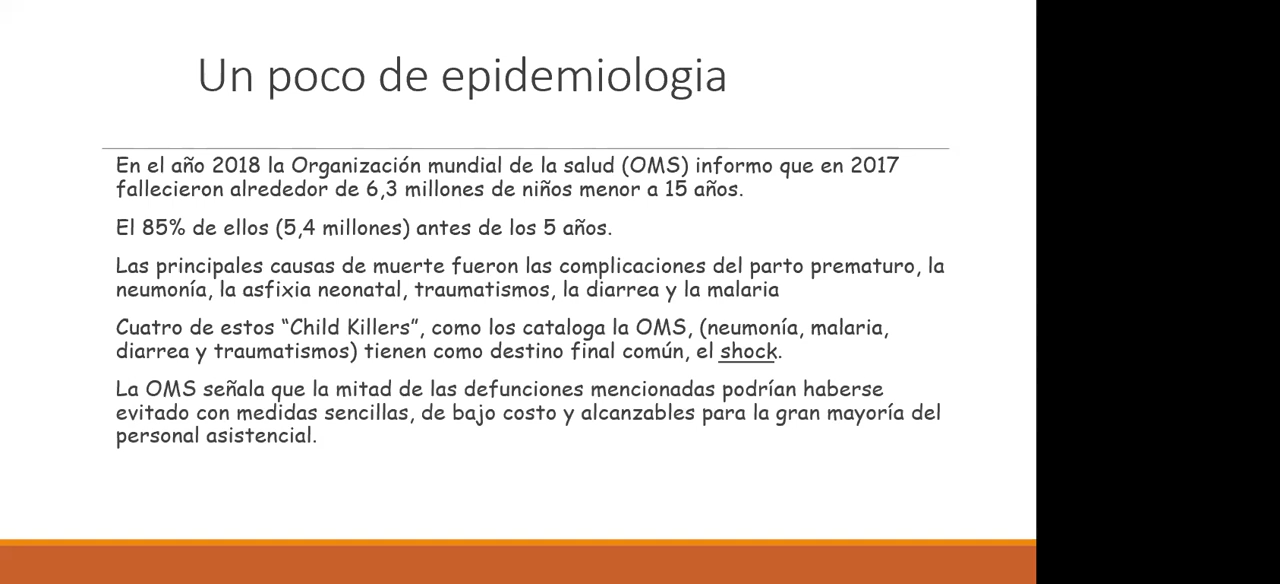 Un poco de epidemiologia
En el año 2018 la Organización mundial de la salud (OMS) informo que en 2017
fallecieron alrededor de 6,3 millones de niños menor a 15 años.
El 85% de ellos (5,4 millones) antes de los 5 años.
Las principales causas de muerte fueron las complicaciones del parto prematuro, la
neumonía, la asfixia neonatal, traumatismos, la diarrea y la malaria
Cuatro de estos “Child Killers”, como los cataloga la OMS, (neumonía, malaria,
diarrea y traumatismos) tienen como destino final común, el shock.
La OMS señala que la mitad de las defunciones mencionadas podrían haberse
evitado con medidas sencillas, de bajo costo y alcanzables para la gran mayoría del
personal asistencial.